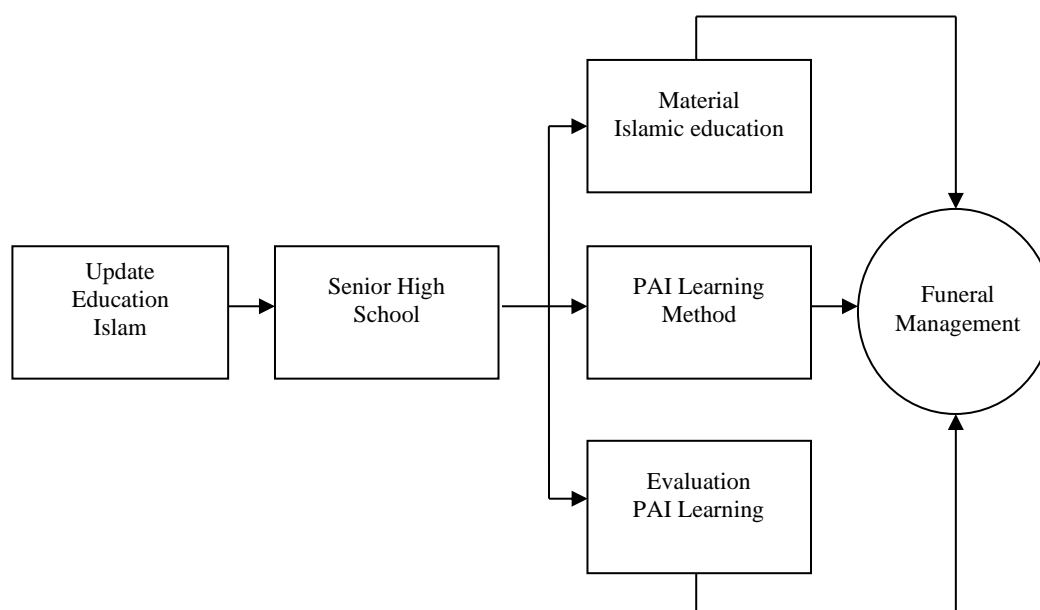 Material
Islamic education
Update
Education
Islam
Senior High
School
PAI Learning
Method
Funeral
Management
Evaluation
PAI Learning